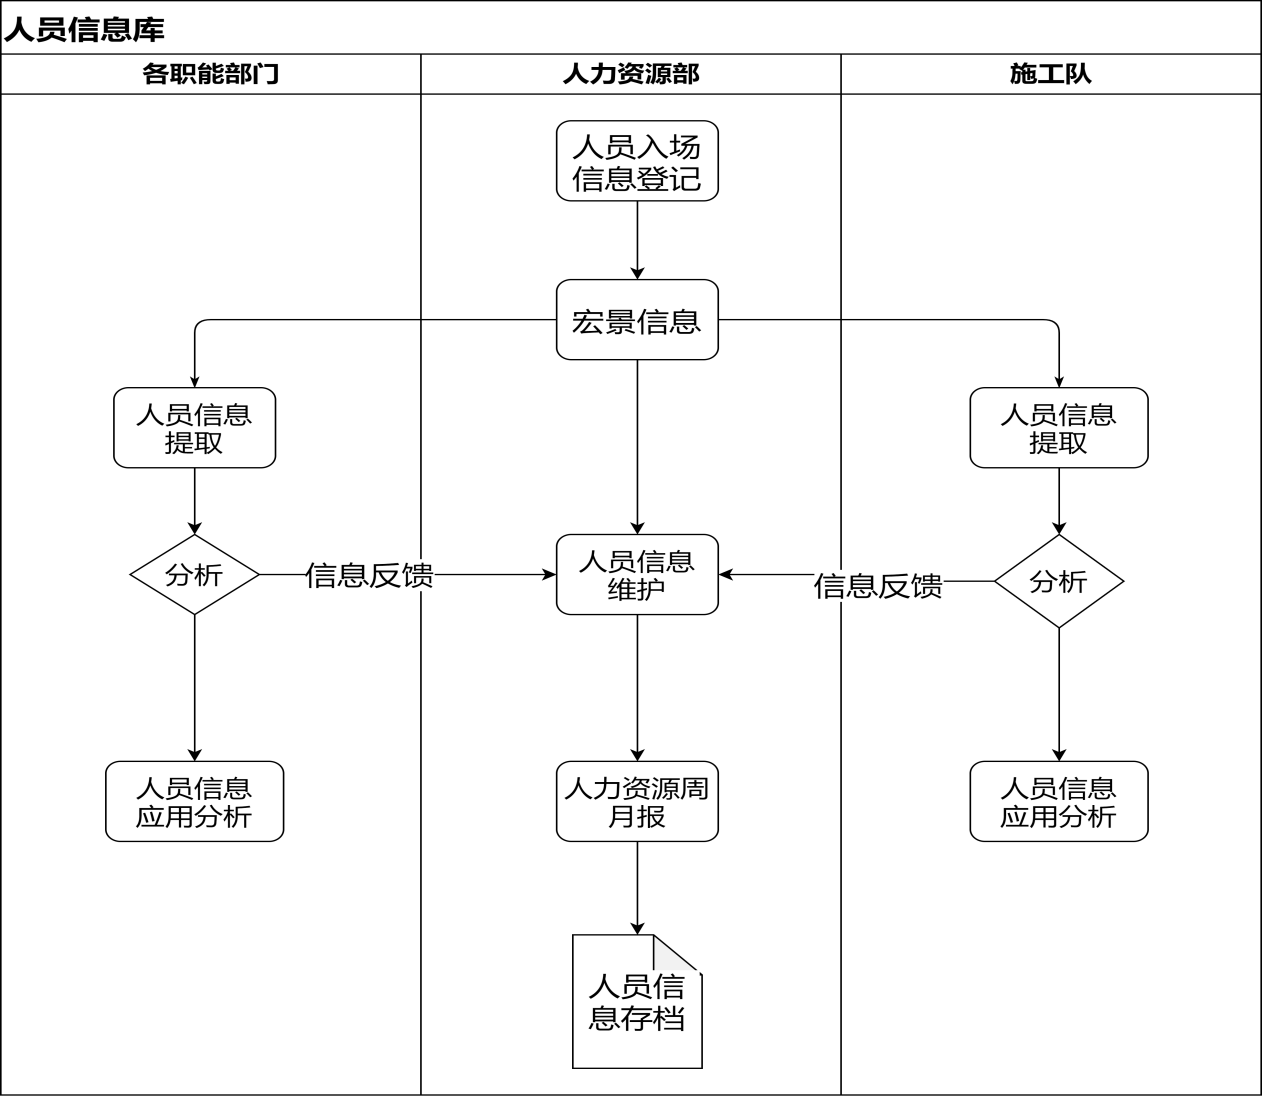 人员信息库
各职能部门
人力资源部
施工队
人员入场
信息登记
宏景信息
人员信息
提取
人员信息
提取
分析
信息反馈
人员信息
维护
信息反馈
分析
人员信息
应用分析
人力资源周
月报
人员信息
应用分析
人员信
息存档